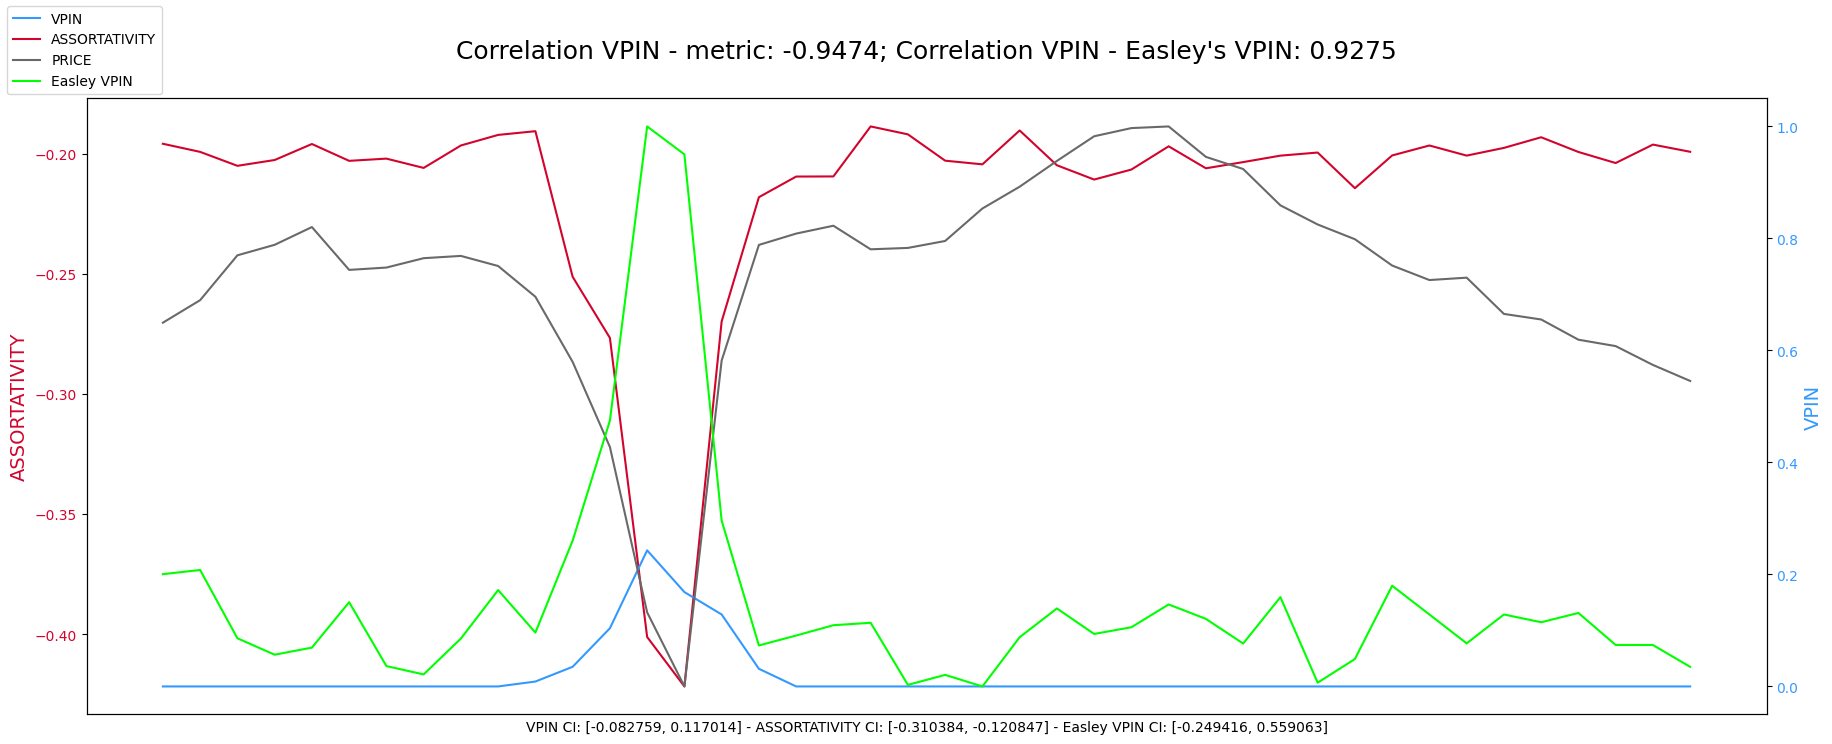 VPIN
ASSORTATIVITY
PRICE
Easley VPIN
Correlation VPIN - metric: -0.9474; Correlation VPIN - Easley's VPIN: 0.9275
ASSORTATIVITY
−0.20
−0.25
−0.30
−0.35
−0.40
1.0
0.8
0.6
0.4
0.2
0.0
VPIN
VPIN CI: [-0.082759, 0.117014] - ASSORTATIVITY CI: [-0.310384, -0.120847] - Easley VPIN CI: [-0.249416, 0.559063]